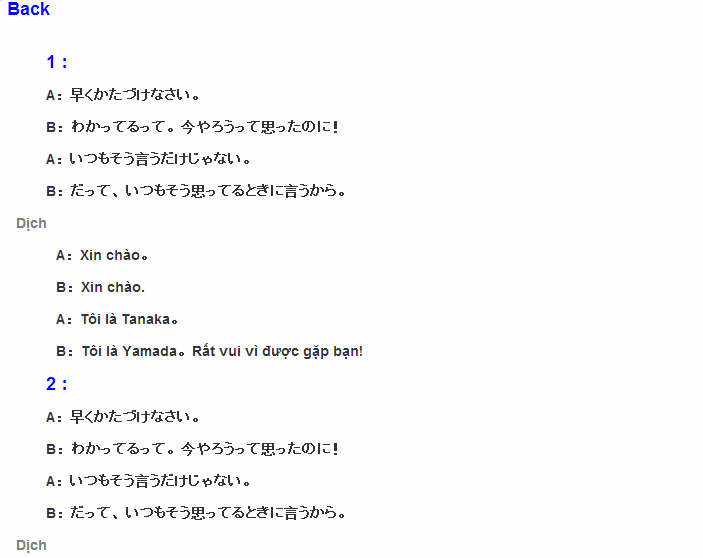 Back
1：
A：早くかたづけなさい。
B：わかってるって。今やろうって思ったのに！
A：いつもそう言うだけじゃない。
B：だって、いつもそう思ってるときに言うから。
Dịch
A：Xin chào。
B：Xin chào.
A：Tôi là Tanaka。
B：Tôi là Yamada。Rất vui vì được gặp bạn!
2：
A：早くかたづけなさい。
B：わかってるって。今やろうって思ったのに！
A：いつもそう言うだけじゃない。
B：だって、いつもそう思ってるときに言うから。
Dịch